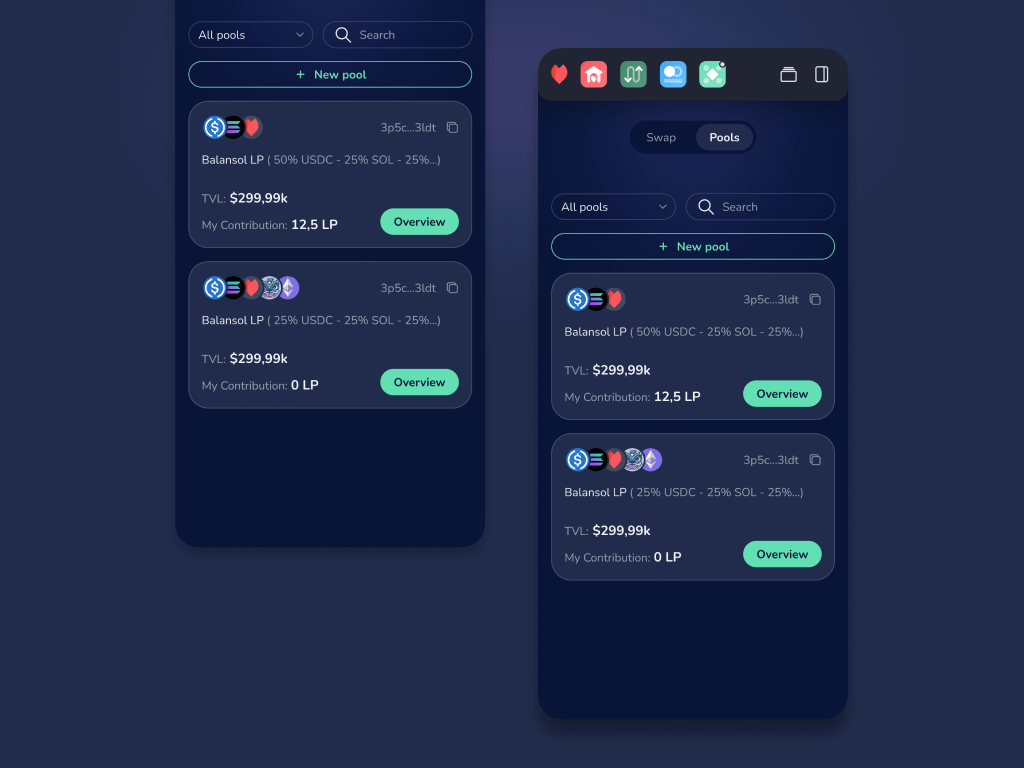 All pools
Search
+ New pool
3p5c...3ldt
Balansol LP ( 50% USDC - 25% SOL - 25%...)
TVL: $299,99k
My Contribution: 12,5 LP
Overview
3p5c...3ldt
Balansol LP ( 25% USDC - 25% SOL - 25%...)
TVL: $299,99k
My Contribution: 0 LP
Overview
Swap
Pools
All pools
Search
+ New pool
3p5c...3ldt
Balansol LP ( 50% USDC - 25% SOL - 25%...)
TVL: $299,99k
My Contribution: 12,5 LP
Overview
3p5c...3ldt
Balansol LP ( 25% USDC - 25% SOL - 25%...)
TVL: $299,99k
My Contribution: 0 LP
Overview